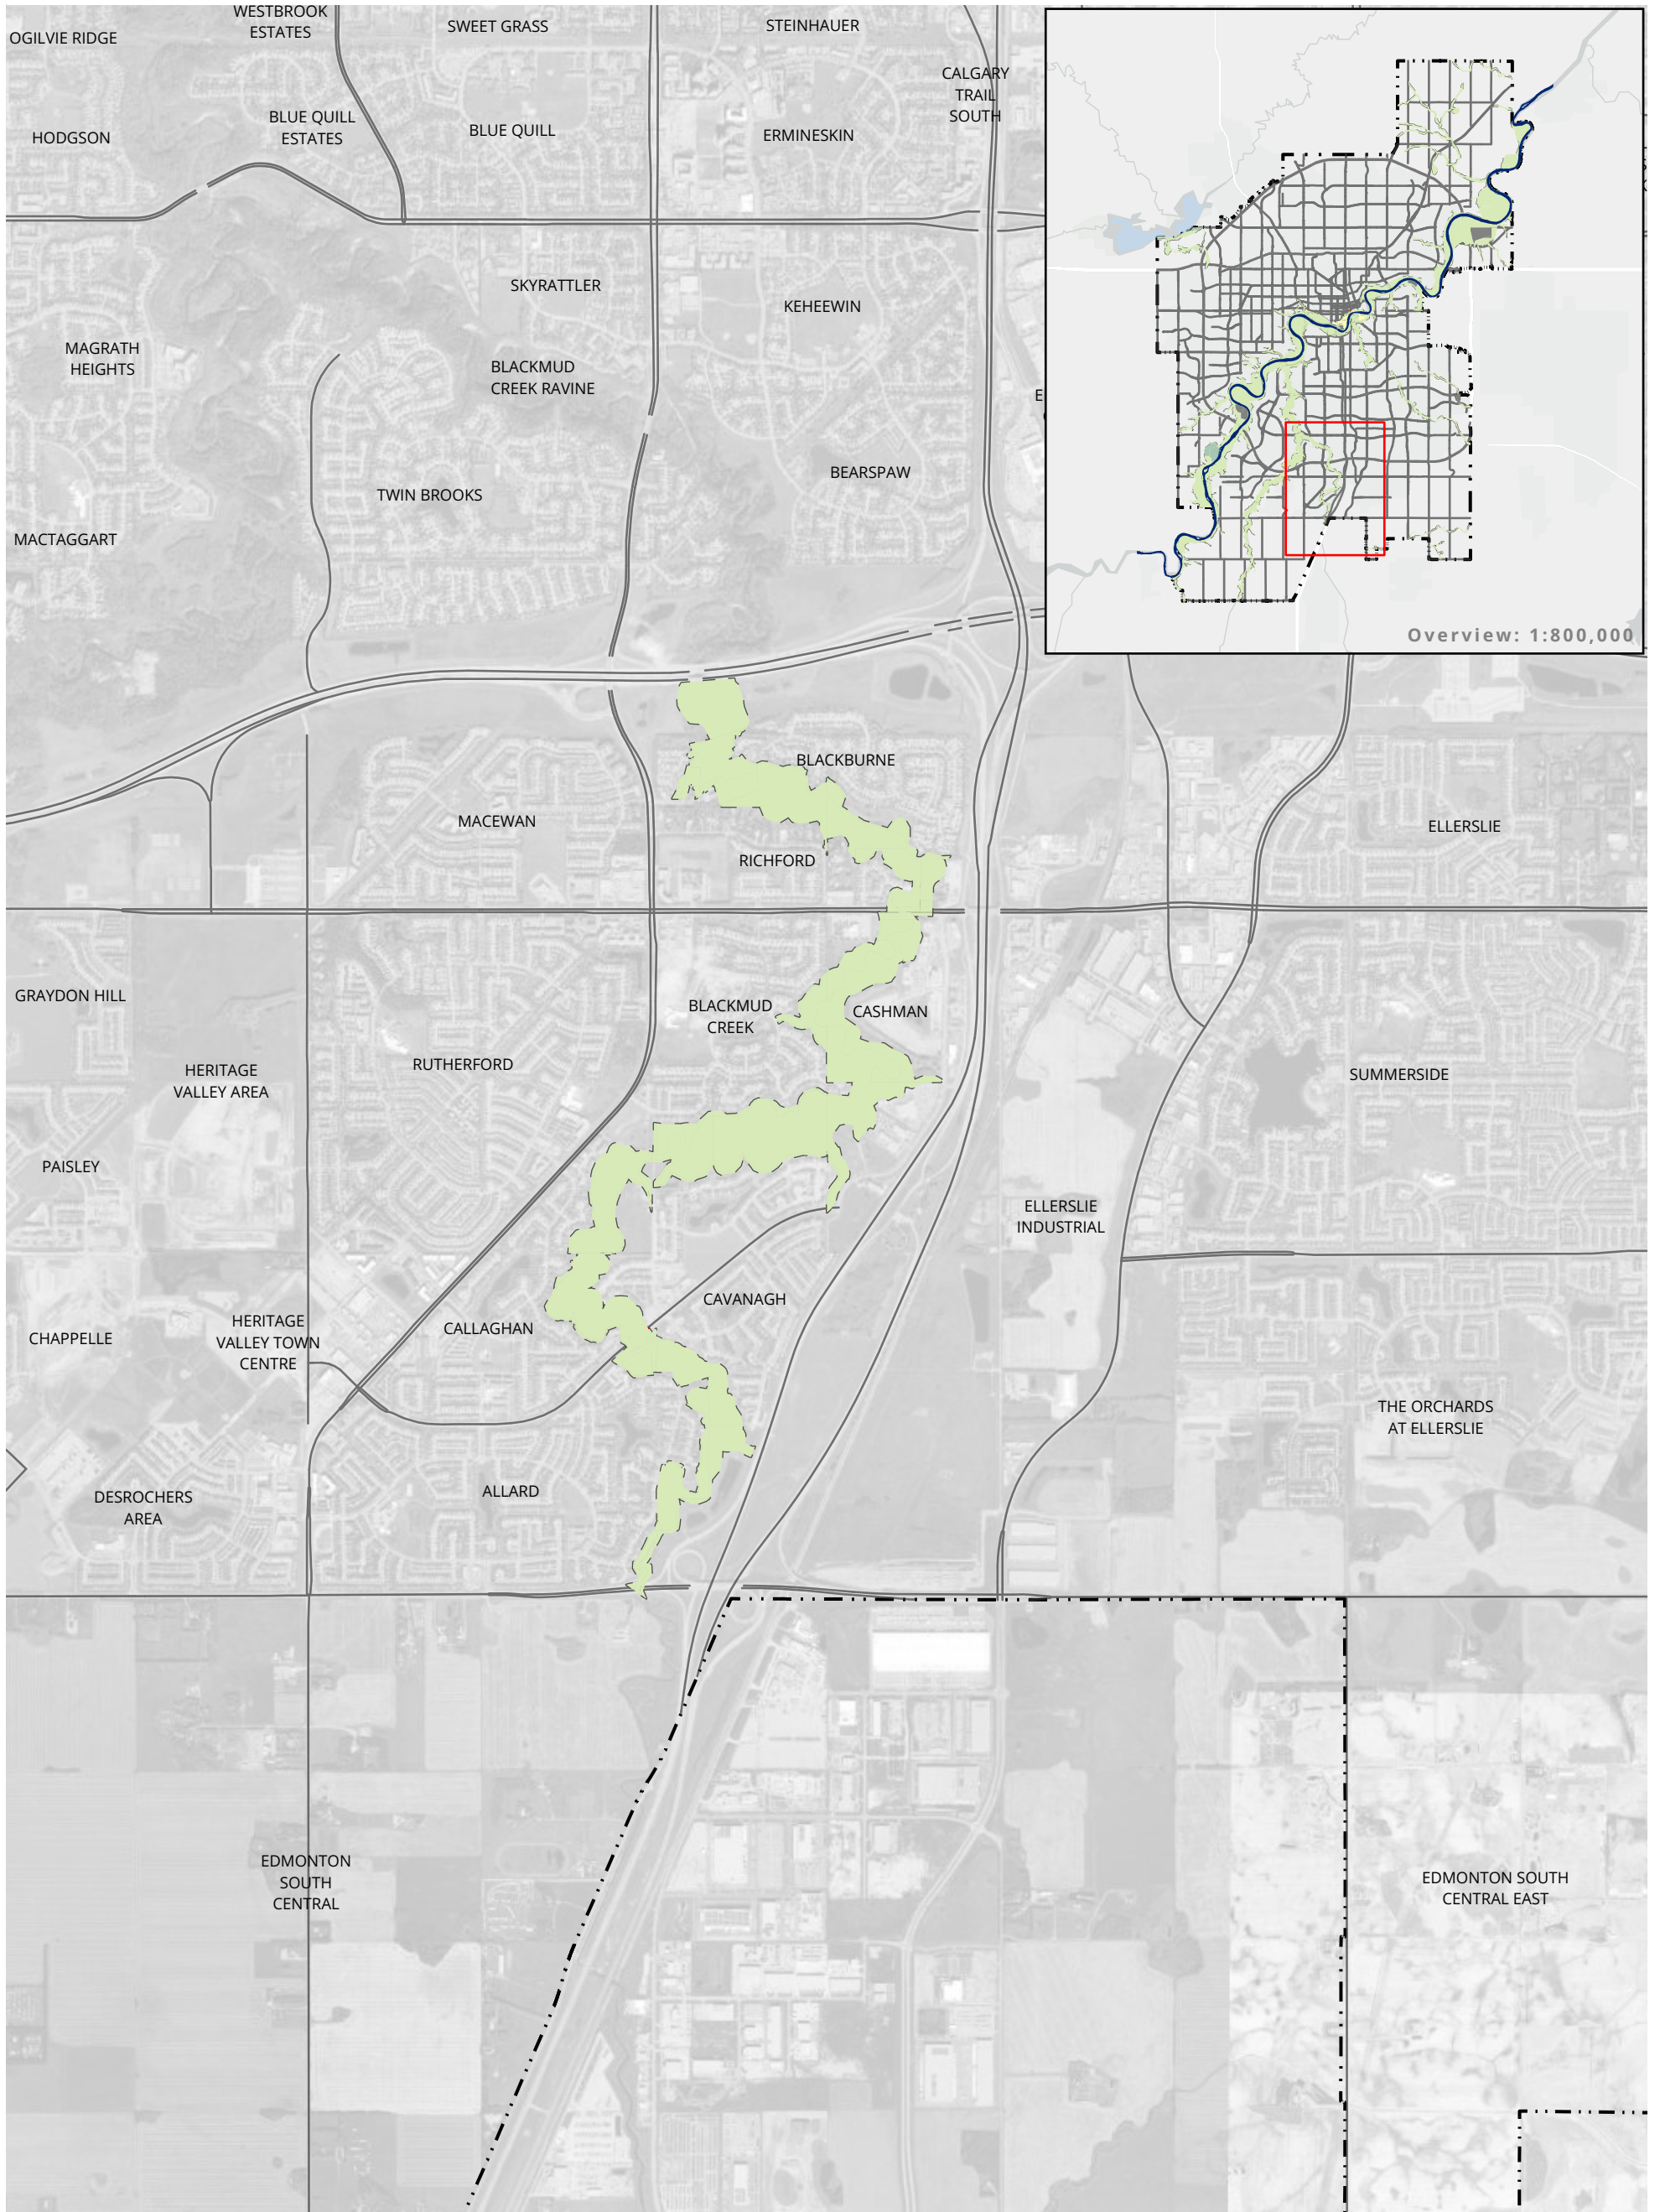 WESTBROOK
ESTATES
OGILVIE RIDGE
SWEET GRASS
STEINHAUER
CALGARY
TRAIL
SOUTH
HODGSON
BLUE QUILL
ESTATES
BLUE QUILL
ERMINESKIN
SKYRATTLER
KEHEEWIN
MAGRATH
HEIGHTS
BLACKMUD
CREEK RAVINE
BEARSPAW
TWIN BROOKS
MACTAGGART
Overview: 1:800,000
BLACKBURNE
MACEWAN
RICHFORD
ELLERSLIE
GRAYDON HILL
BLACKMUD
CREEK
CASHMAN
HERITAGE
VALLEY AREA
RUTHERFORD
SUMMERSIDE
PAISLEY
ELLERSLIE
INDUSTRIAL
CAVANAGH
CHAPPELLE
HERITAGE
VALLEY TOWN
CENTRE
CALLAGHAN
THE ORCHARDS
AT ELLERSLIE
DESROCHERS
AREA
ALLARD
EDMONTON
SOUTH
CENTRAL
EDMONTON SOUTH
CENTRAL EAST